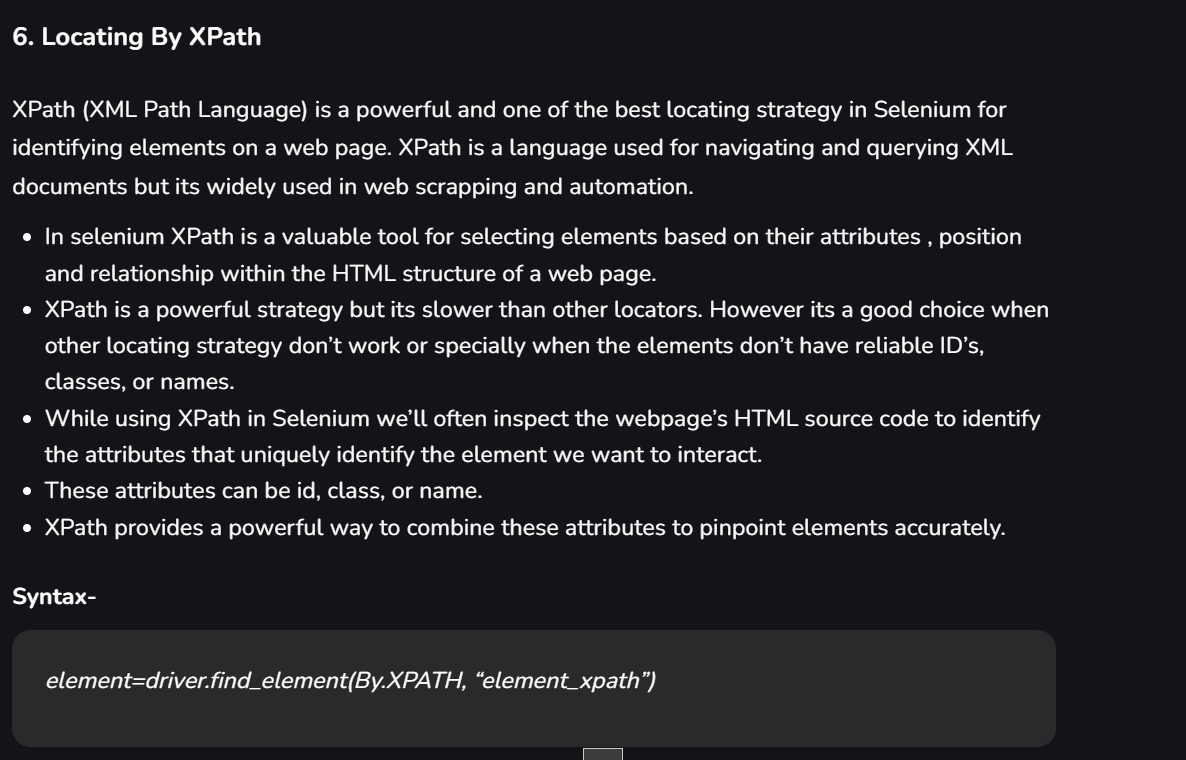 6. Locating By XPath
XPath (XML Path Language) is a powerful and one of the best locating strategy in Selenium for
identifying elements on a web page. XPath is a language used for navigating and querying XML
documents but its widely used in web scrapping and automation.
• In selenium XPath is a valuable tool for selecting elements based on their attributes , position
and relationship within the HTML structure of a web page.
• XPath is a powerful strategy but its slower than other locators. However its a good choice when
other locating strategy don’t work or specially when the elements don’t have reliable ID’s,
classes, or names.
• While using XPath in Selenium we’ll often inspect the webpage’s HTML source code to identify
the attributes that uniquely identify the element we want to interact.
• These attributes can be id, class, or name.
• XPath provides a powerful way to combine these attributes to pinpoint elements accurately.
Syntax-
element=driver.find_element(By.XPATH, “element_xpath”)